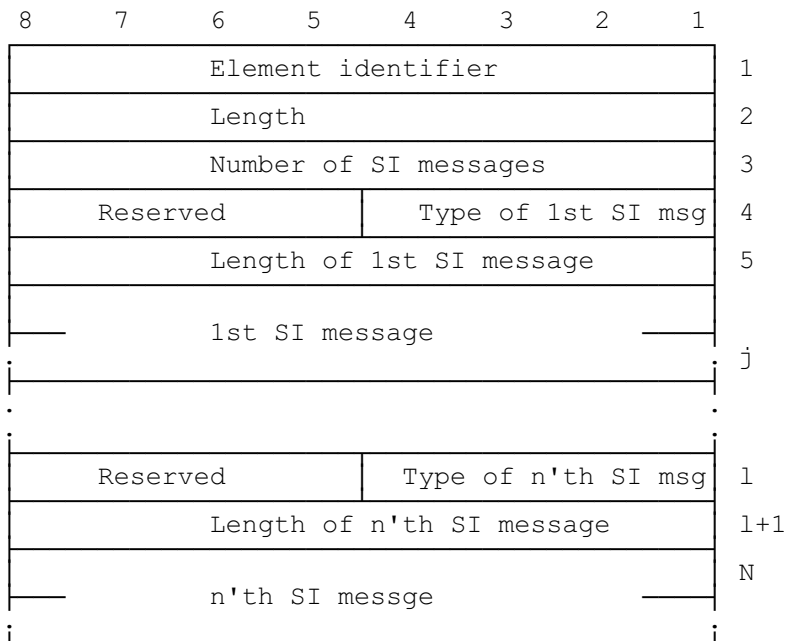 8 7 6 5 4 3 2 1
Element identifier 1
Length 2
Number of SI messages 3
Reserved Type of 1st SI msg 4
Length of 1st SI message 5
1st SI message
j
Reserved Type of n'th SI msg l
Length of n'th SI message l+1
N
n'th SI messge